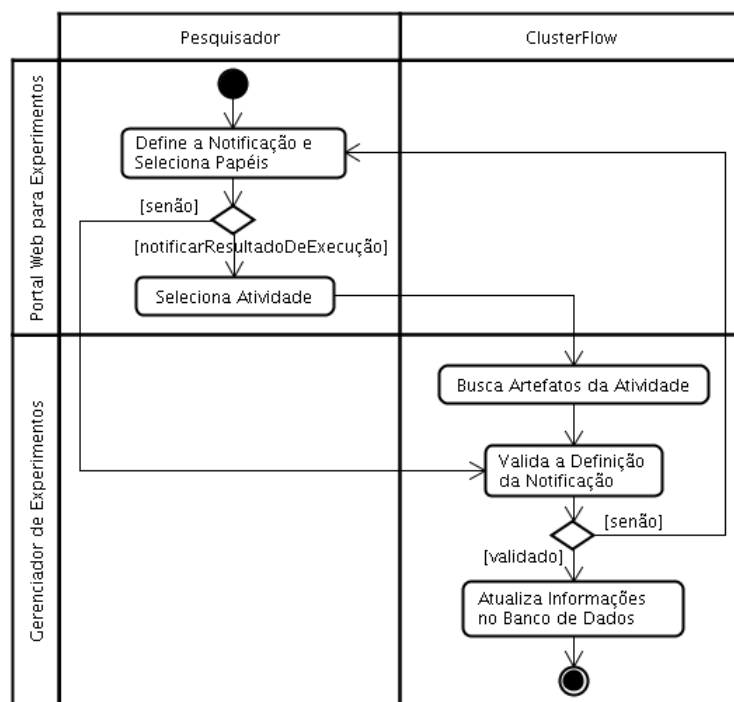 Pesquisador
ClusterFlow
Portal Web para Experimentos
Define a Notificação e
Seleciona Papéis
[senão]
[notificarResultadoDeExecução]
Seleciona Atividade
Gerenciador de Experimentos
Busca Artefatos da Atividade
Valida a Definição
da Notificação
[senão]
[validado]
Atualiza Informações
no Banco de Dados